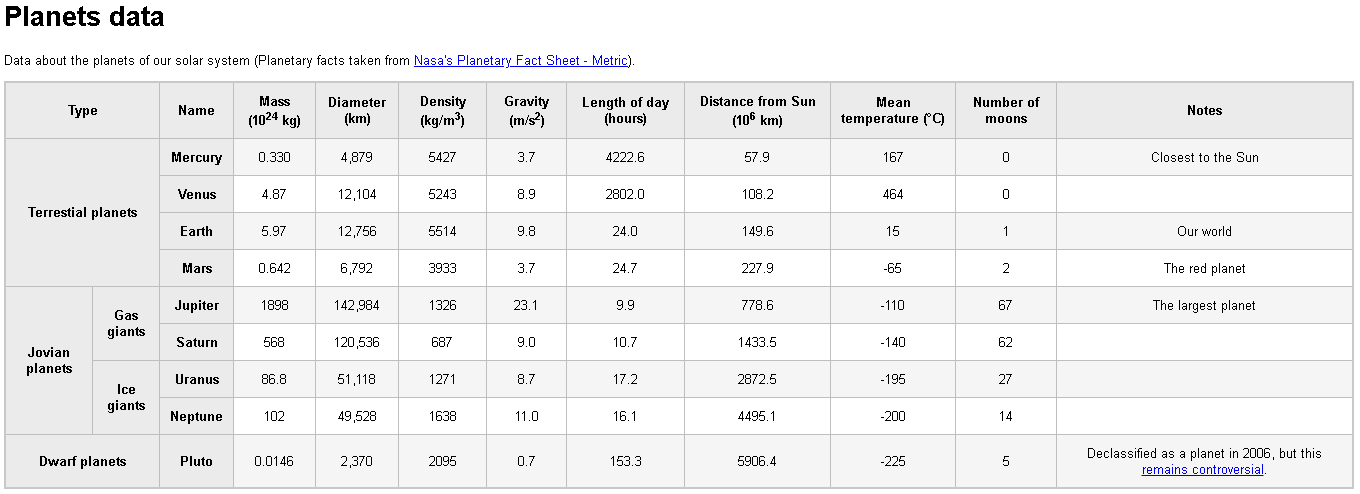 Planets data
Data about the planets of our solar system (Planetary facts taken from Nasa's Planetary Fact Sheet - Metric).
Type Name Mass (10²⁴ kg) Diameter (km) Density (kg/m³) Gravity (m/s²) Length of day (hours) Distance from Sun (10⁶ km) Mean temperature (°C) Number of moons Notes
Terrestial planets
Mercury 0.330 4,879 5427 3.7 4222.6 57.9 167 0 Closest to the Sun
Venus 4.87 12,104 5243 8.9 2802.0 108.2 464 0
Earth 5.97 12,756 5514 9.8 24.0 149.6 15 1 Our world
Mars 0.642 6,792 3933 3.7 24.7 227.9 -65 2 The red planet
Jovian planets
Gas giants
Jupiter 1898 142,984 1326 23.1 9.9 778.6 -110 67 The largest planet
Saturn 568 120,536 687 9.0 10.7 1433.5 -140 62
Ice giants
Uranus 86.8 51,118 1271 8.7 17.2 2872.5 -195 27
Neptune 102 49,528 1638 11.0 16.1 4495.1 -200 14
Dwarf planets Pluto 0.0146 2,370 2095 0.7 153.3 5906.4 -225 5 Declassified as a planet in 2006, but this remains controversial.